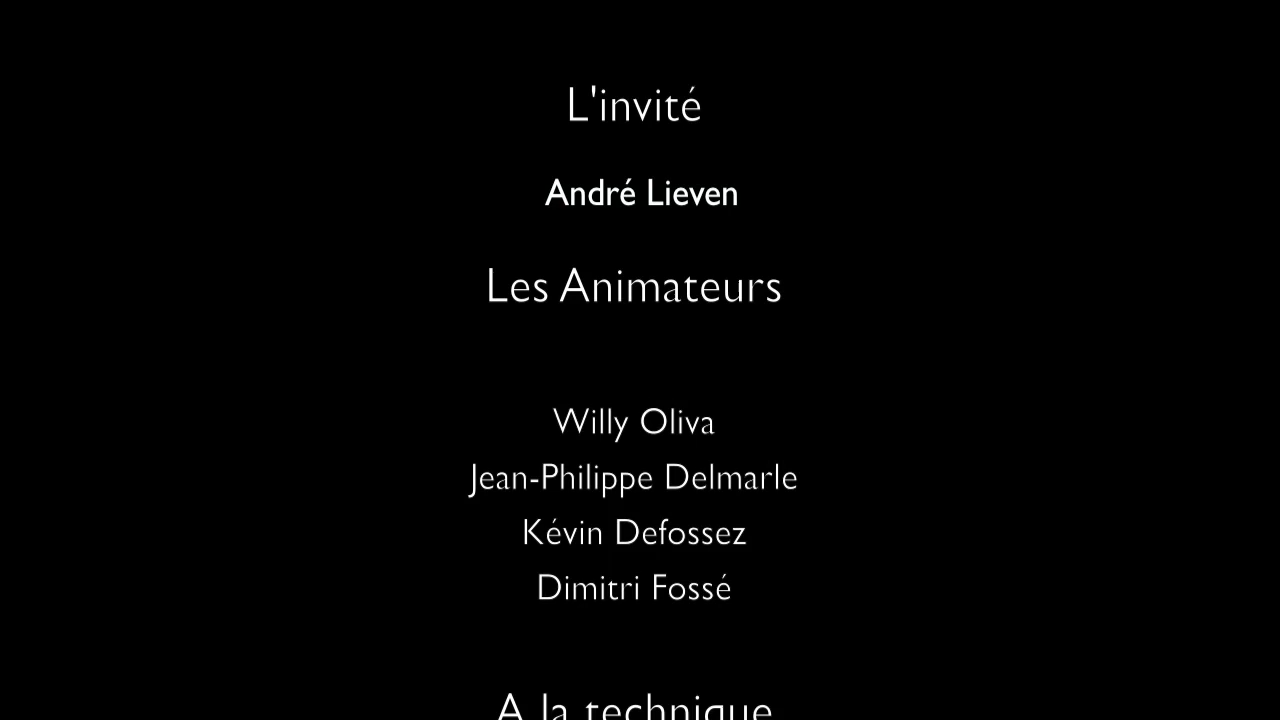 L'invité
André Lieven
Les Animateurs
Willy Oliva
Jean-Philippe Delmarle
Kévin Defossez
Dimitri Fossé
A la technique